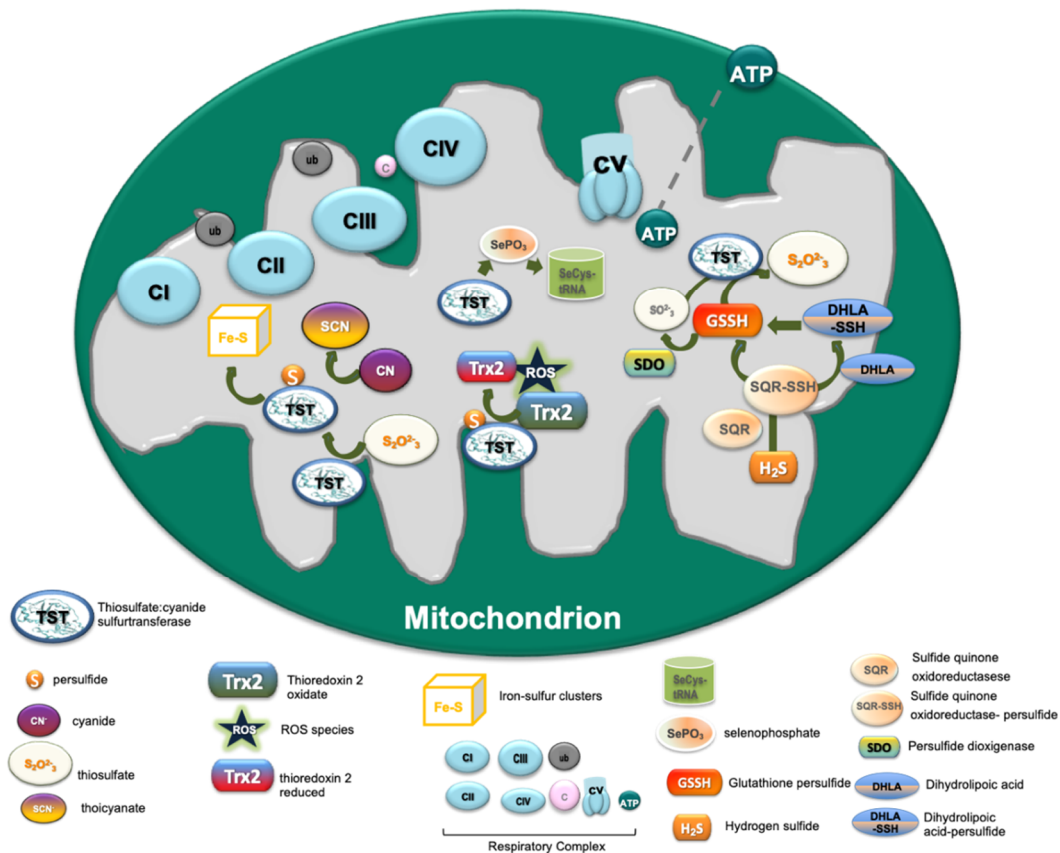 ATP
CIV
ub
C
CV
CIII
ub
ATP
CII
CI
SePO₃
TST
S₂O²⁻₃
SeCys-
tRNA
TST
SO²⁻₃
GSSH
DHLA
-SSH
SCN
Fe-S
SDO
CN
Trx2
ROS
DHLA
S
SQR-SSH
TST
Trx2
S
SQR
S₂O²⁻₃
TST
H₂S
TST
Mitochondrion
TST
Thiosulfate:cyanide
sulfurtransferase
S
persulfide
CN⁻
cyanide
S₂O²⁻₃
thiosulfate
SCN⁻
thoicyanate
Trx2
Thioredoxin 2
oxidate
ROS
ROS species
Trx2
thioredoxin 2
reduced
Fe-S
Iron-sulfur clusters
CI
CIII
ub
CII
CIV
C
CV
ATP
Respiratory Complex
SeCys-
tRNA
SePO₃
selenophosphate
GSSH
Glutathione persulfide
H₂S
Hydrogen sulfide
SQR
Sulfide quinone
oxidoreductasese
SQR-SSH
Sulfide quinone
oxidoreductase- persulfide
SDO
Persulfide dioxigenase
DHLA
Dihydrolipoic acid
DHLA
-SSH
Dihydrolipoic
acid-persulfide